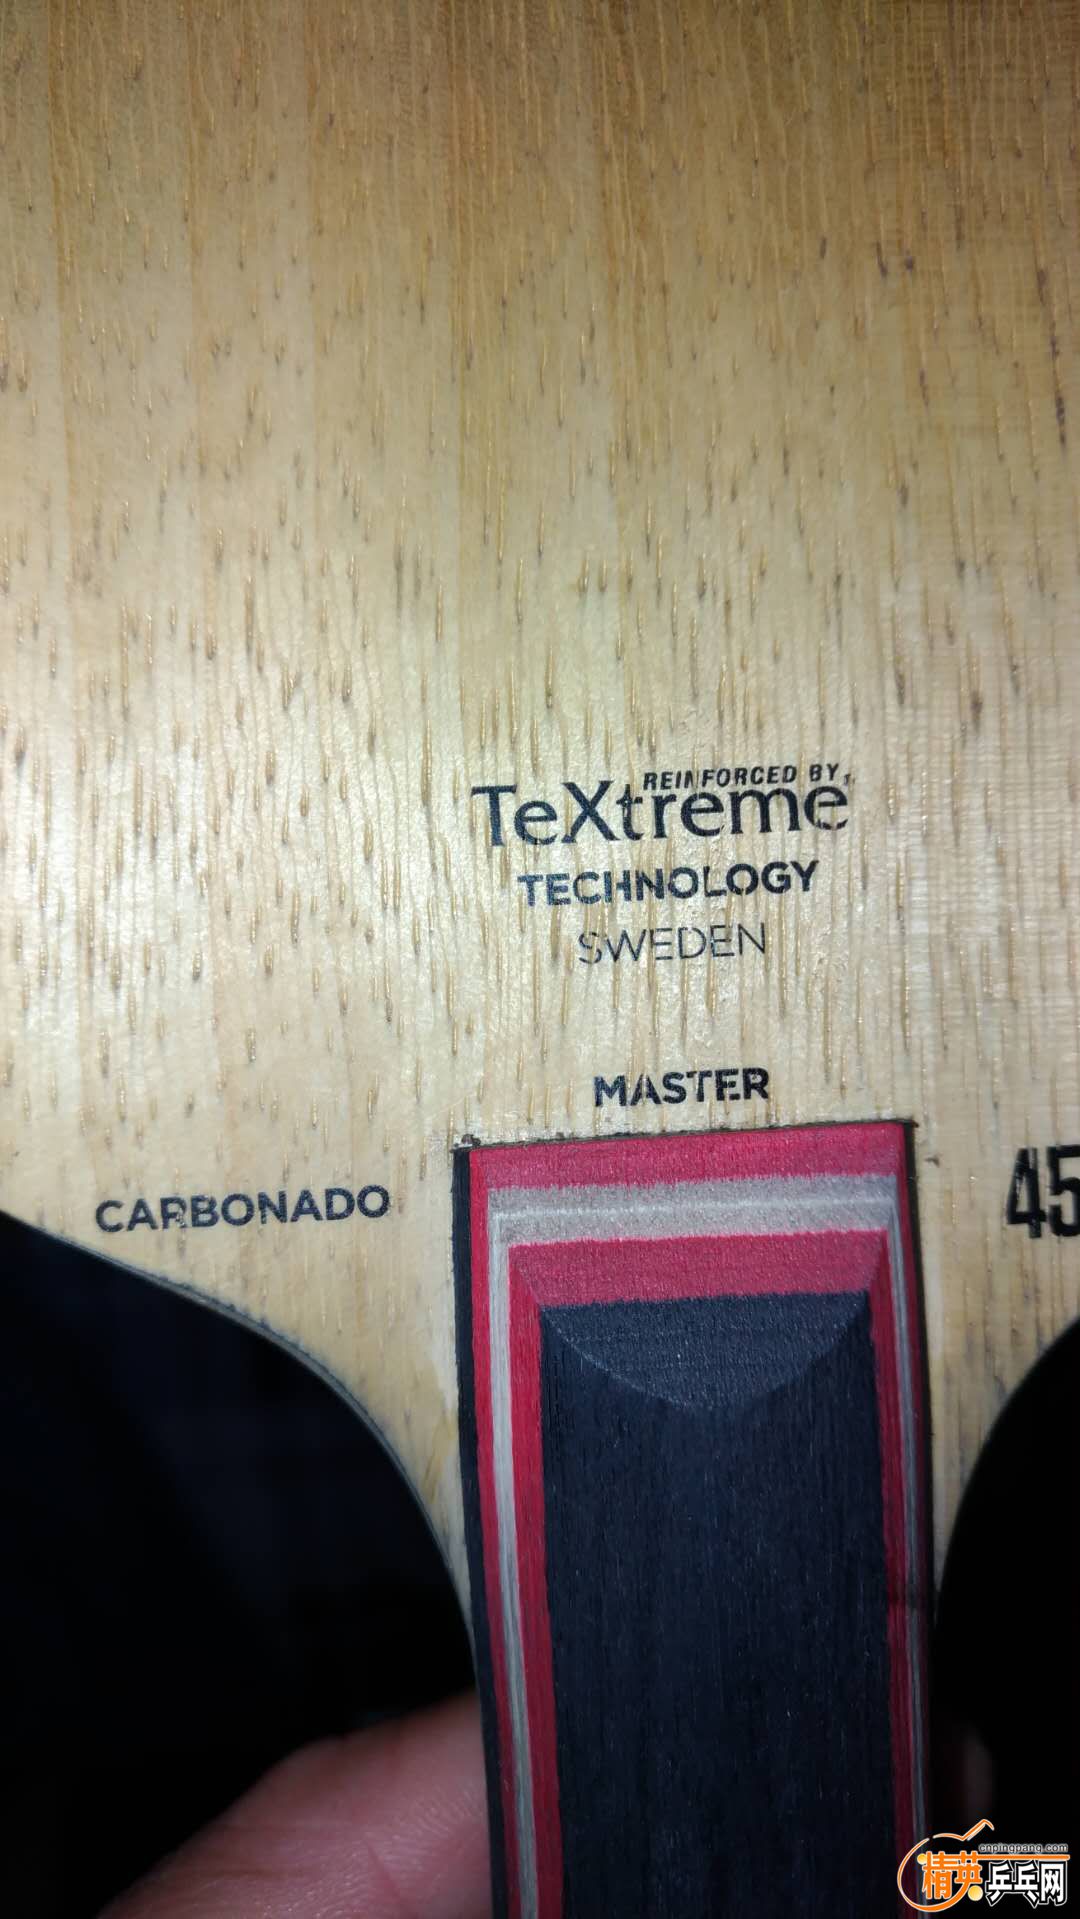 REINFORCED BY
TeXtreme
TECHNOLOGY
SWEDEN
MASTER
CARBONADO
45
cnpingpang.com
精英乒乓网